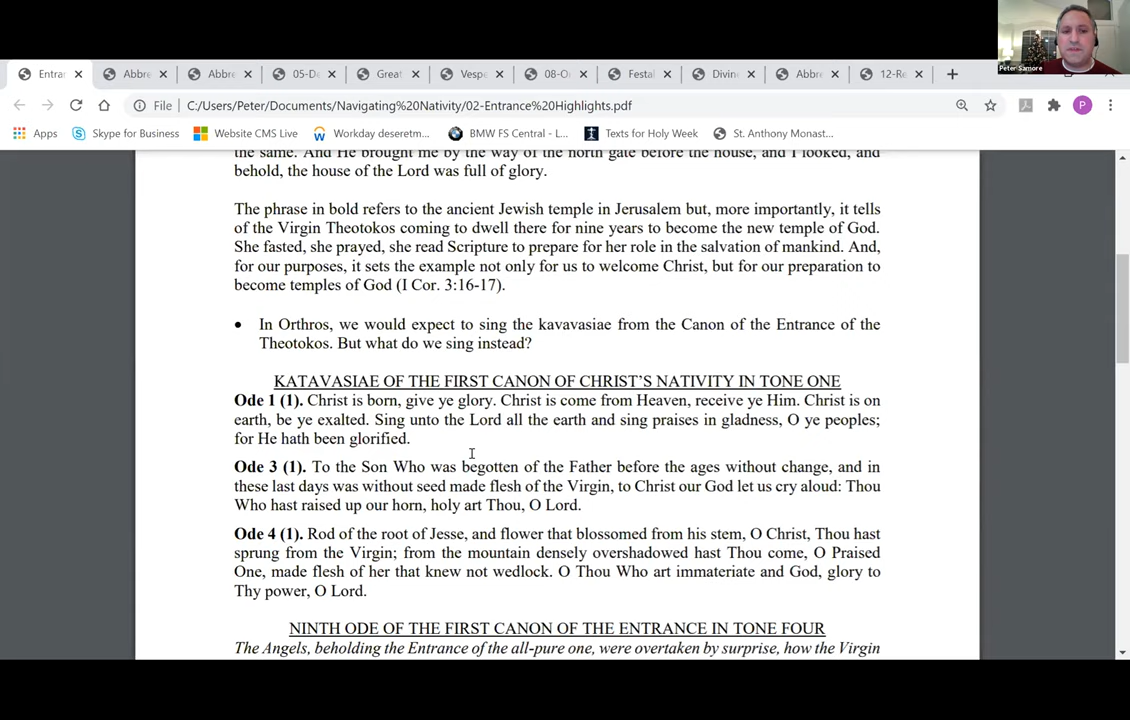 Peter Samore
Entrar
Abbre
Abbre
05-De
Great
Vespe
08-O
Festal
Divin
Abbre
12-Re
File
C:/Users/Peter/Documents/Navigating%20Nativity/02-Entrance%20Highlights.pdf
P
Apps
Skype for Business
Website CMS Live
Workday deseretm...
BMW FS Central - L...
Texts for Holy Week
St. Anthony Monast...
the same. And He brought me by the way of the north gate before the house, and I looked, and
behold, the house of the Lord was full of glory.
The phrase in bold refers to the ancient Jewish temple in Jerusalem but, more importantly, it tells
of the Virgin Theotokos coming to dwell there for nine years to become the new temple of God.
She fasted, she prayed, she read Scripture to prepare for her role in the salvation of mankind. And,
for our purposes, it sets the example not only for us to welcome Christ, but for our preparation to
become temples of God (I Cor. 3:16-17).
• In Orthros, we would expect to sing the kavavasiae from the Canon of the Entrance of the
Theotokos. But what do we sing instead?
KATAVASIAE OF THE FIRST CANON OF CHRIST'S NATIVITY IN TONE ONE
Ode 1 (1). Christ is born, give ye glory. Christ is come from Heaven, receive ye Him. Christ is on
earth, be ye exalted. Sing unto the Lord all the earth and sing praises in gladness, O ye peoples;
for He hath been glorified.
Ode 3 (1). To the Son Who was begotten of the Father before the ages without change, and in
these last days was without seed made flesh of the Virgin, to Christ our God let us cry aloud: Thou
Who hast raised up our horn, holy art Thou, O Lord.
Ode 4 (1). Rod of the root of Jesse, and flower that blossomed from his stem, O Christ, Thou hast
sprung from the Virgin; from the mountain densely overshadowed hast Thou come, O Praised
One, made flesh of her that knew not wedlock. O Thou Who art immateriate and God, glory to
Thy power, O Lord.
NINTH ODE OF THE FIRST CANON OF THE ENTRANCE IN TONE FOUR
The Angels, beholding the Entrance of the all-pure one, were overtaken by surprise, how the Virgin